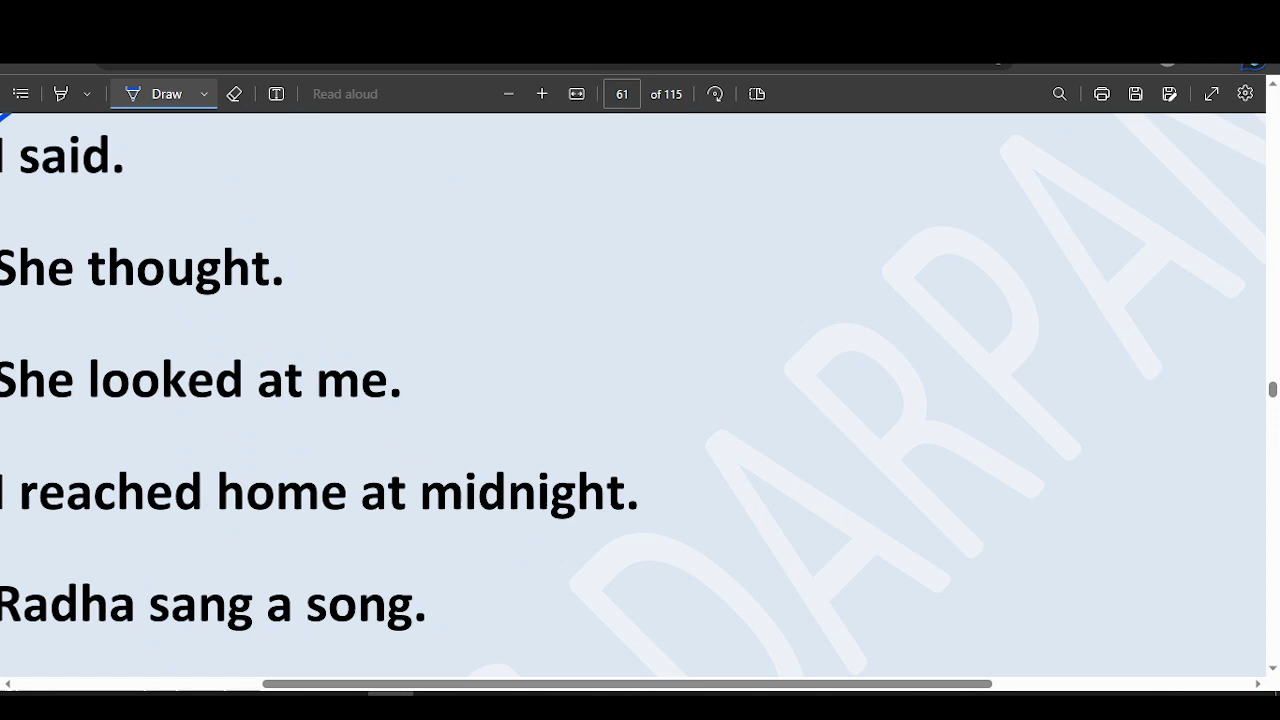 Draw
Read aloud
61 of 115
I said.
She thought.
She looked at me.
I reached home at midnight.
Radha sang a song.
DARPAN